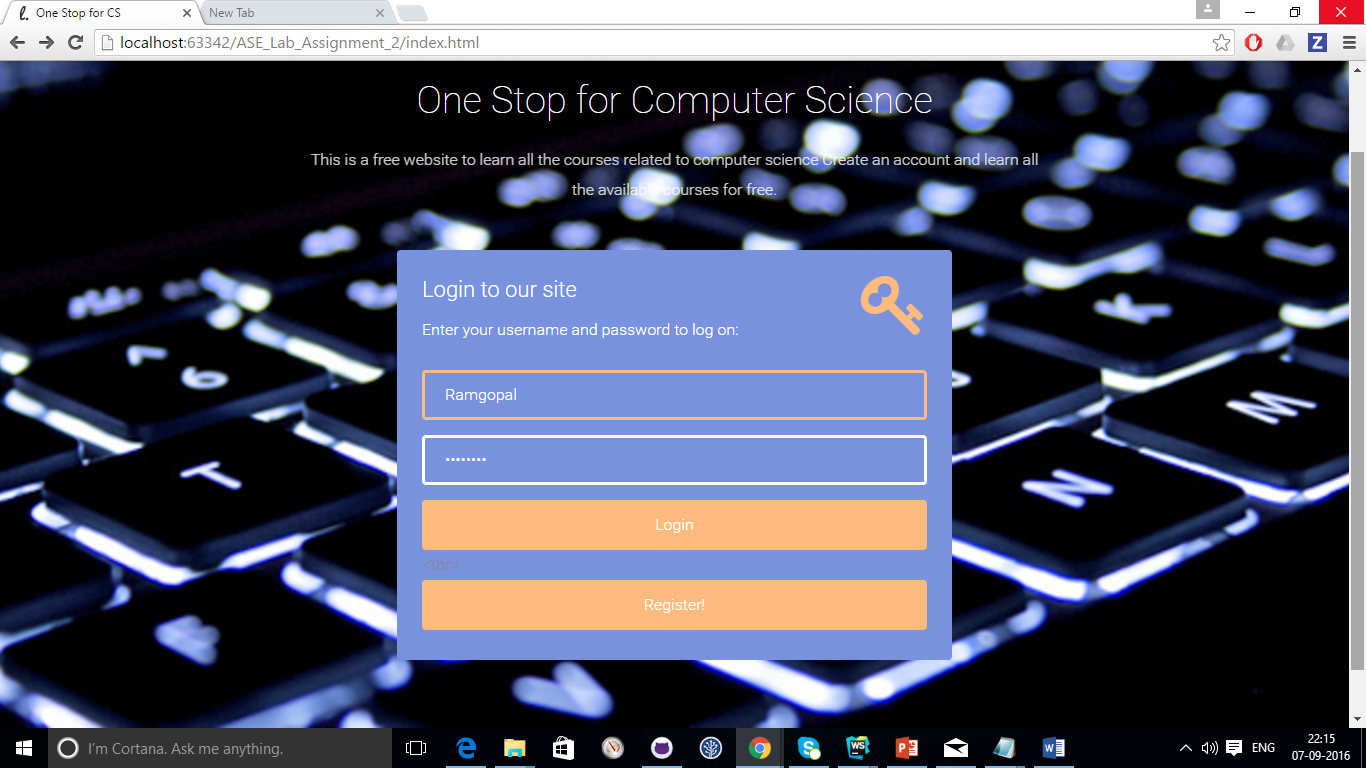 One Stop for CS
New Tab
localhost:63342/ASE_Lab_Assignment_2/index.html
Z
One Stop for Computer Science
This is a free website to learn all the courses related to computer science Create an account and learn all
the available courses for free.
Login to our site
Enter your username and password to log on:
Ramgopal
••••••••
Login
<\br>
Register!
6
T
K
M
N
I'm Cortana. Ask me anything.
WS
ENG
22:15
07-09-2016